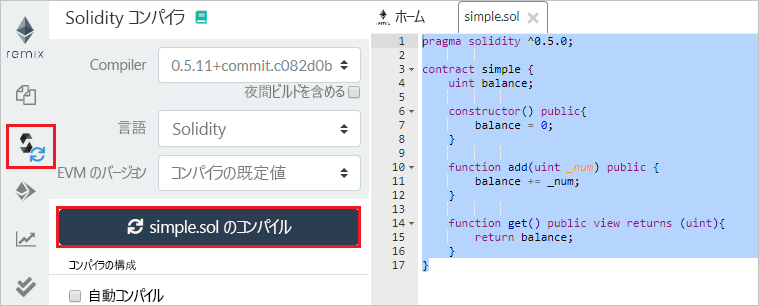 remix
Solidity コンパイラ
Compiler
0.5.11+commit.c082d0b
夜間ビルドを含める
言語
Solidity
EVM のバージョン
コンパイラの既定値
simple.sol のコンパイル
コンパイラの構成
自動コンパイル
ホーム
simple.sol
1 pragma solidity ^0.5.0;
2
3 contract simple {
4 uint balance;
5
6 constructor() public{
7 balance = 0;
8 }
9
10 function add(uint _num) public {
11 balance += _num;
12 }
13
14 function get() public view returns (uint){
15 return balance;
16 }
17 }